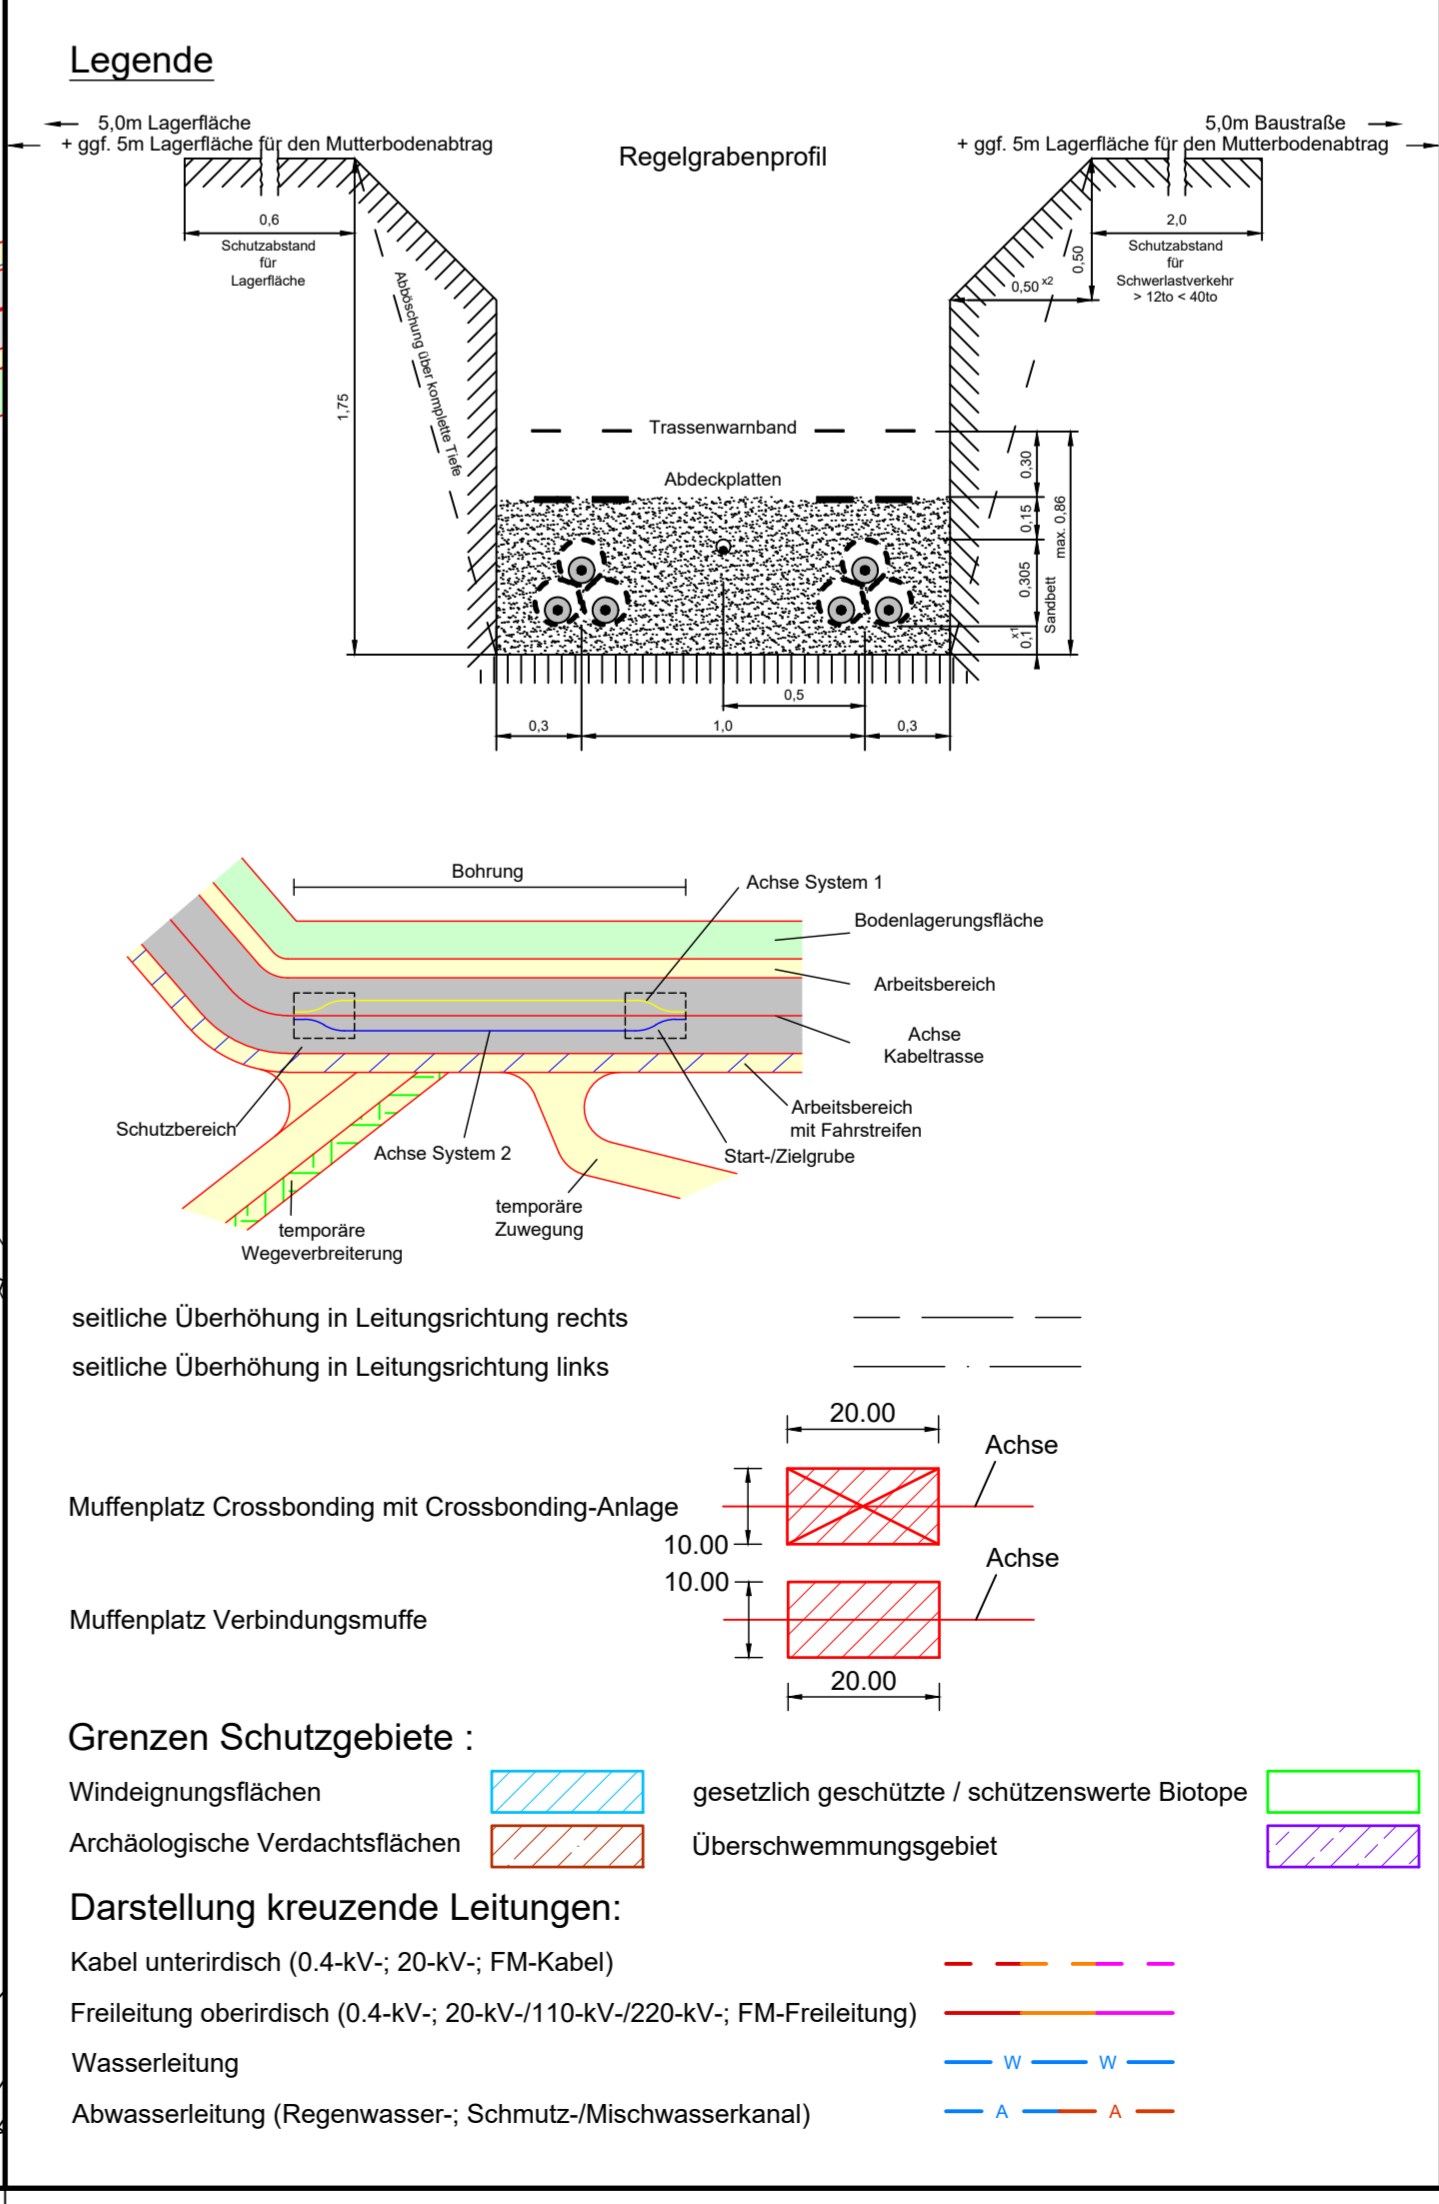 Legende
5,0m Lagerfläche
+ ggf. 5m Lagerfläche für den Mutterbodenabtrag
Regelgrabenprofil
5,0m Baustraße
+ ggf. 5m Lagerfläche für den Mutterbodenabtrag
0,6
Schutzabstand
für
Lagerfläche
2,0
Schutzabstand
für
Schwerlastverkehr
> 12to < 40to
0,50
0,50 x2
Abböschung über komplette Tiefe
1,75
Trassenwarnband
Abdeckplatten
0,30
0,15
0,305
0,1 x1
Sandbett
max. 0,86
0,5
0,3
1,0
0,3
Bohrung
Achse System 1
Bodenlagerungsfläche
Arbeitsbereich
Achse
Kabeltrasse
Arbeitsbereich
mit Fahrstreifen
Schutzbereich
Achse System 2
Start-/Zielgrube
temporäre
Zuwegung
temporäre
Wegeverbreiterung
seitliche Überhöhung in Leitungsrichtung rechts
seitliche Überhöhung in Leitungsrichtung links
20.00
Achse
Muffenplatz Crossbonding mit Crossbonding-Anlage
10.00
Achse
10.00
Muffenplatz Verbindungsmuffe
20.00
Grenzen Schutzgebiete :
Windeignungsflächen
gesetzlich geschützte / schützenswerte Biotope
Archäologische Verdachtsflächen
Überschwemmungsgebiet
Darstellung kreuzende Leitungen:
Kabel unterirdisch (0.4-kV-; 20-kV-; FM-Kabel)
Freileitung oberirdisch (0.4-kV-; 20-kV-/110-kV-/220-kV-; FM-Freileitung)
Wasserleitung
W W
Abwasserleitung (Regenwasser-; Schmutz-/Mischwasserkanal)
A A